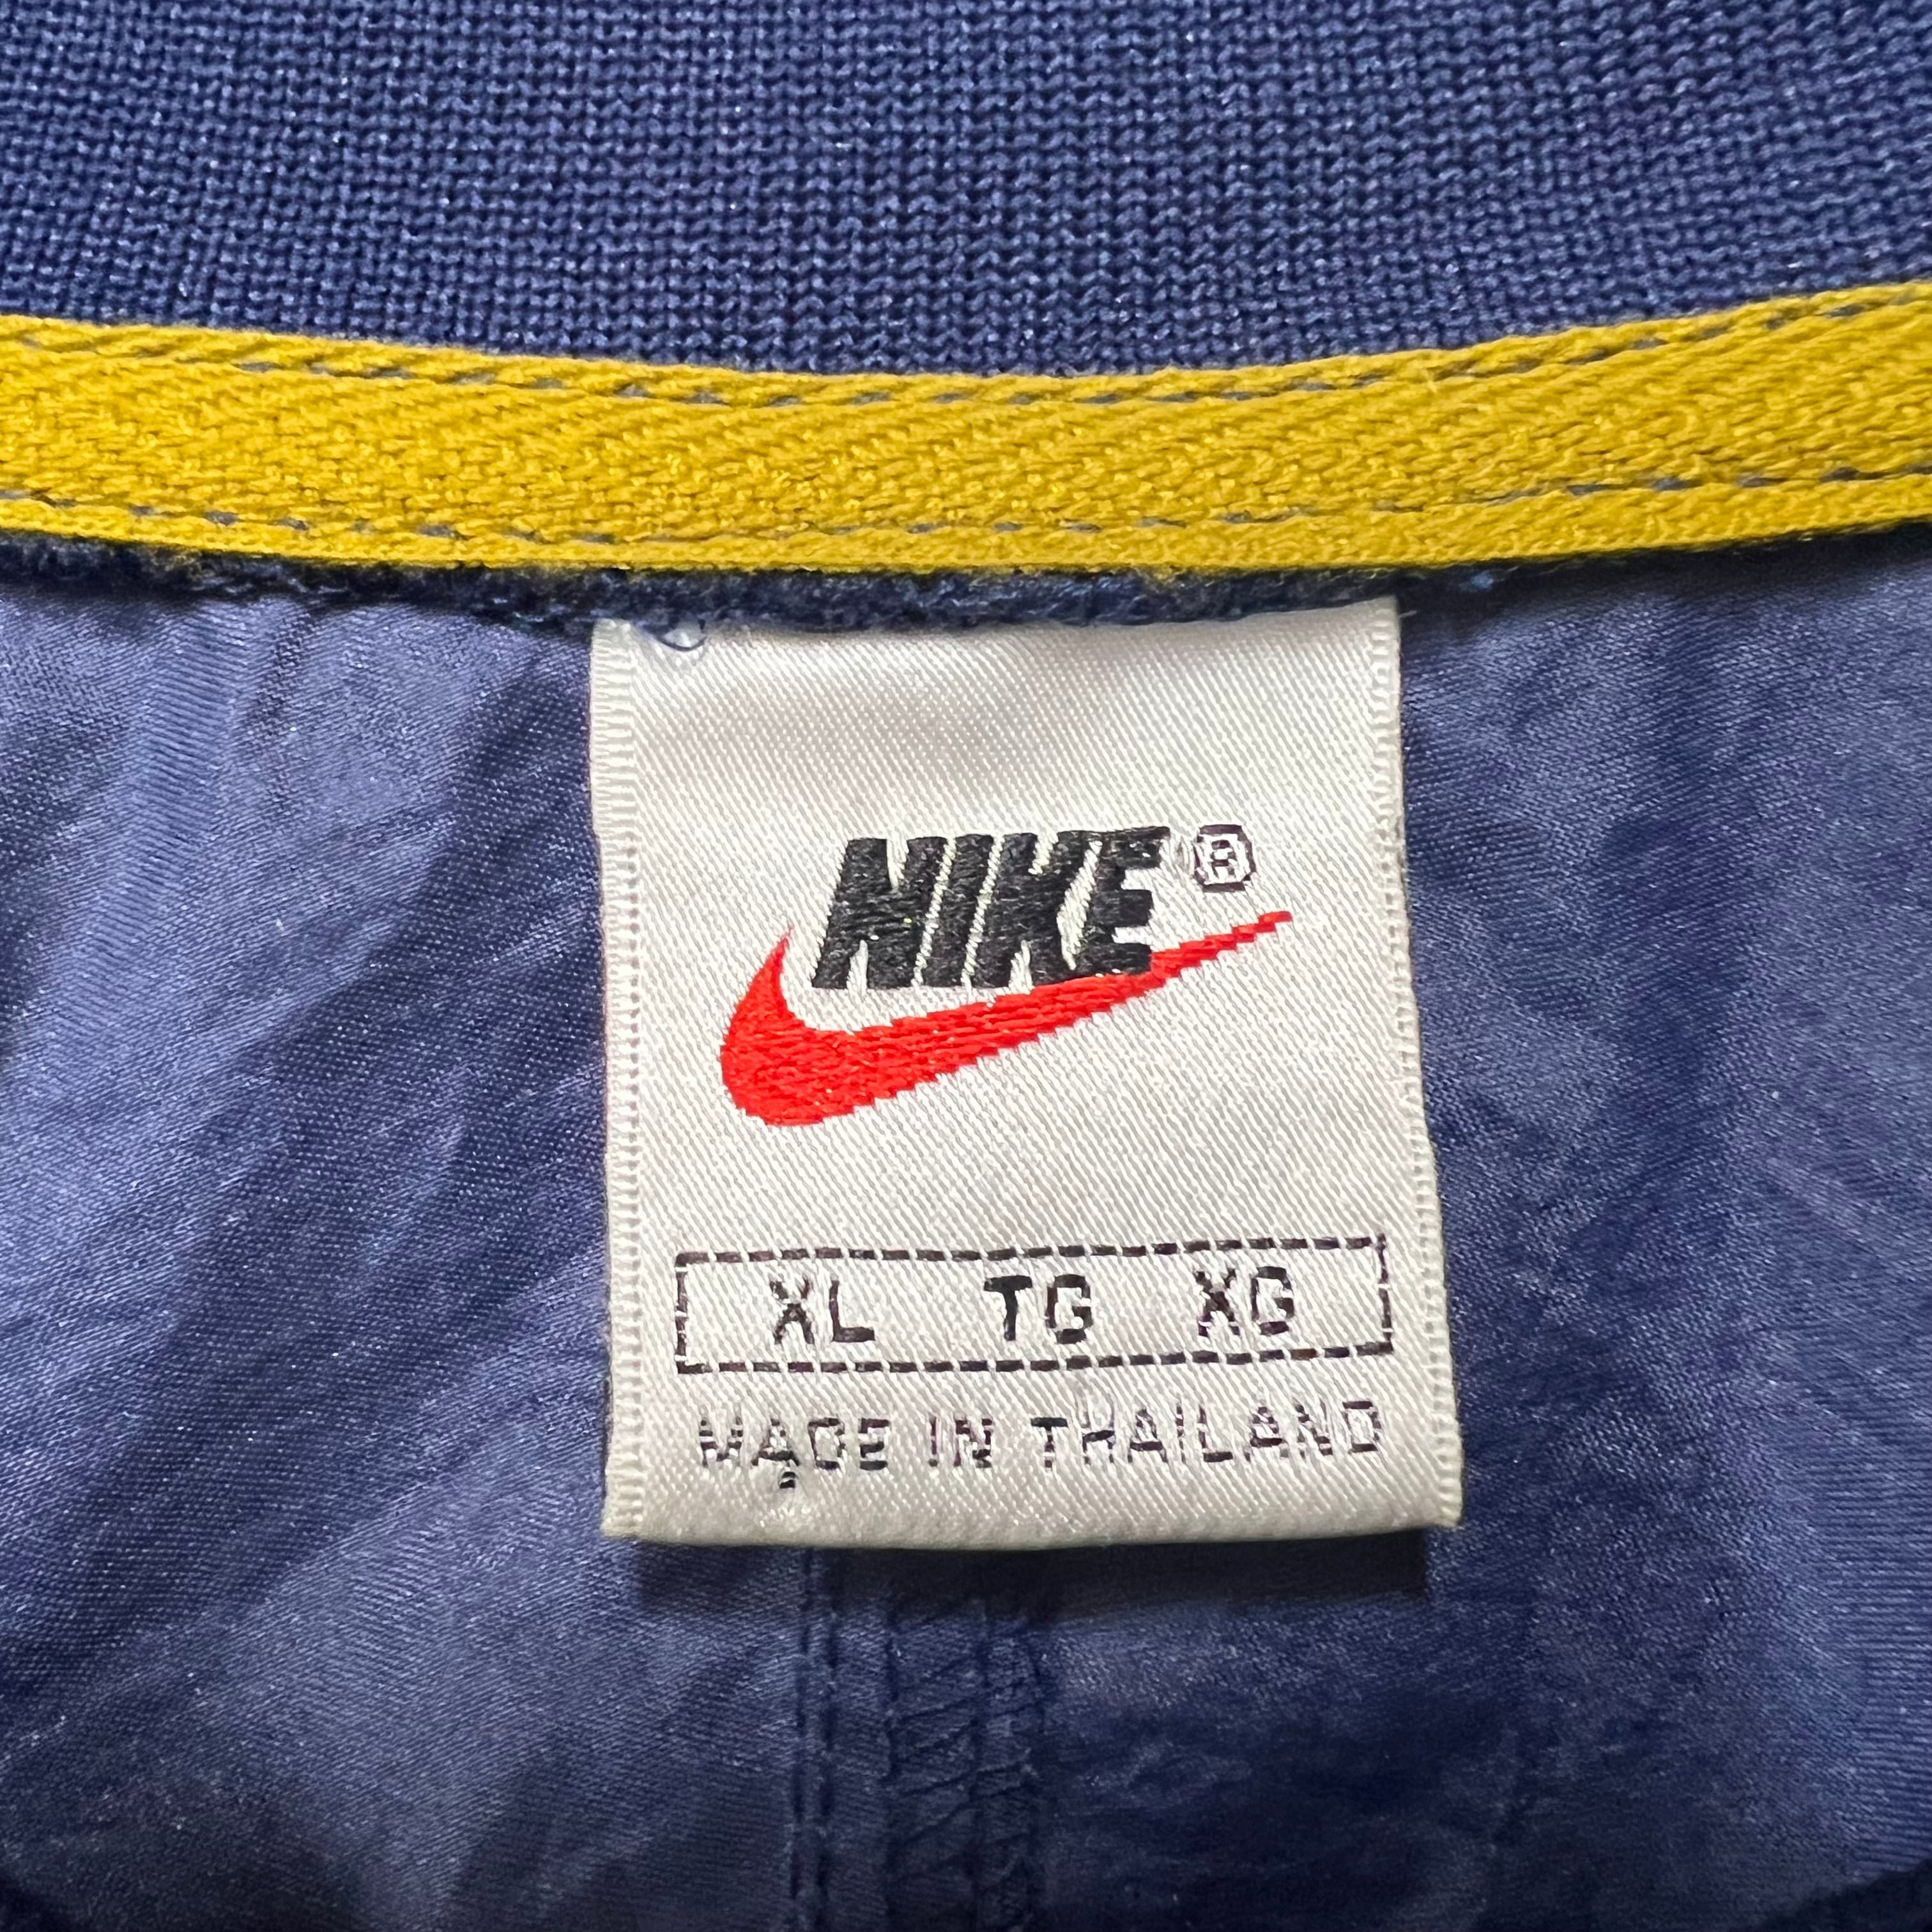 NIKE®
XL TG XG
MADE IN THAILAND